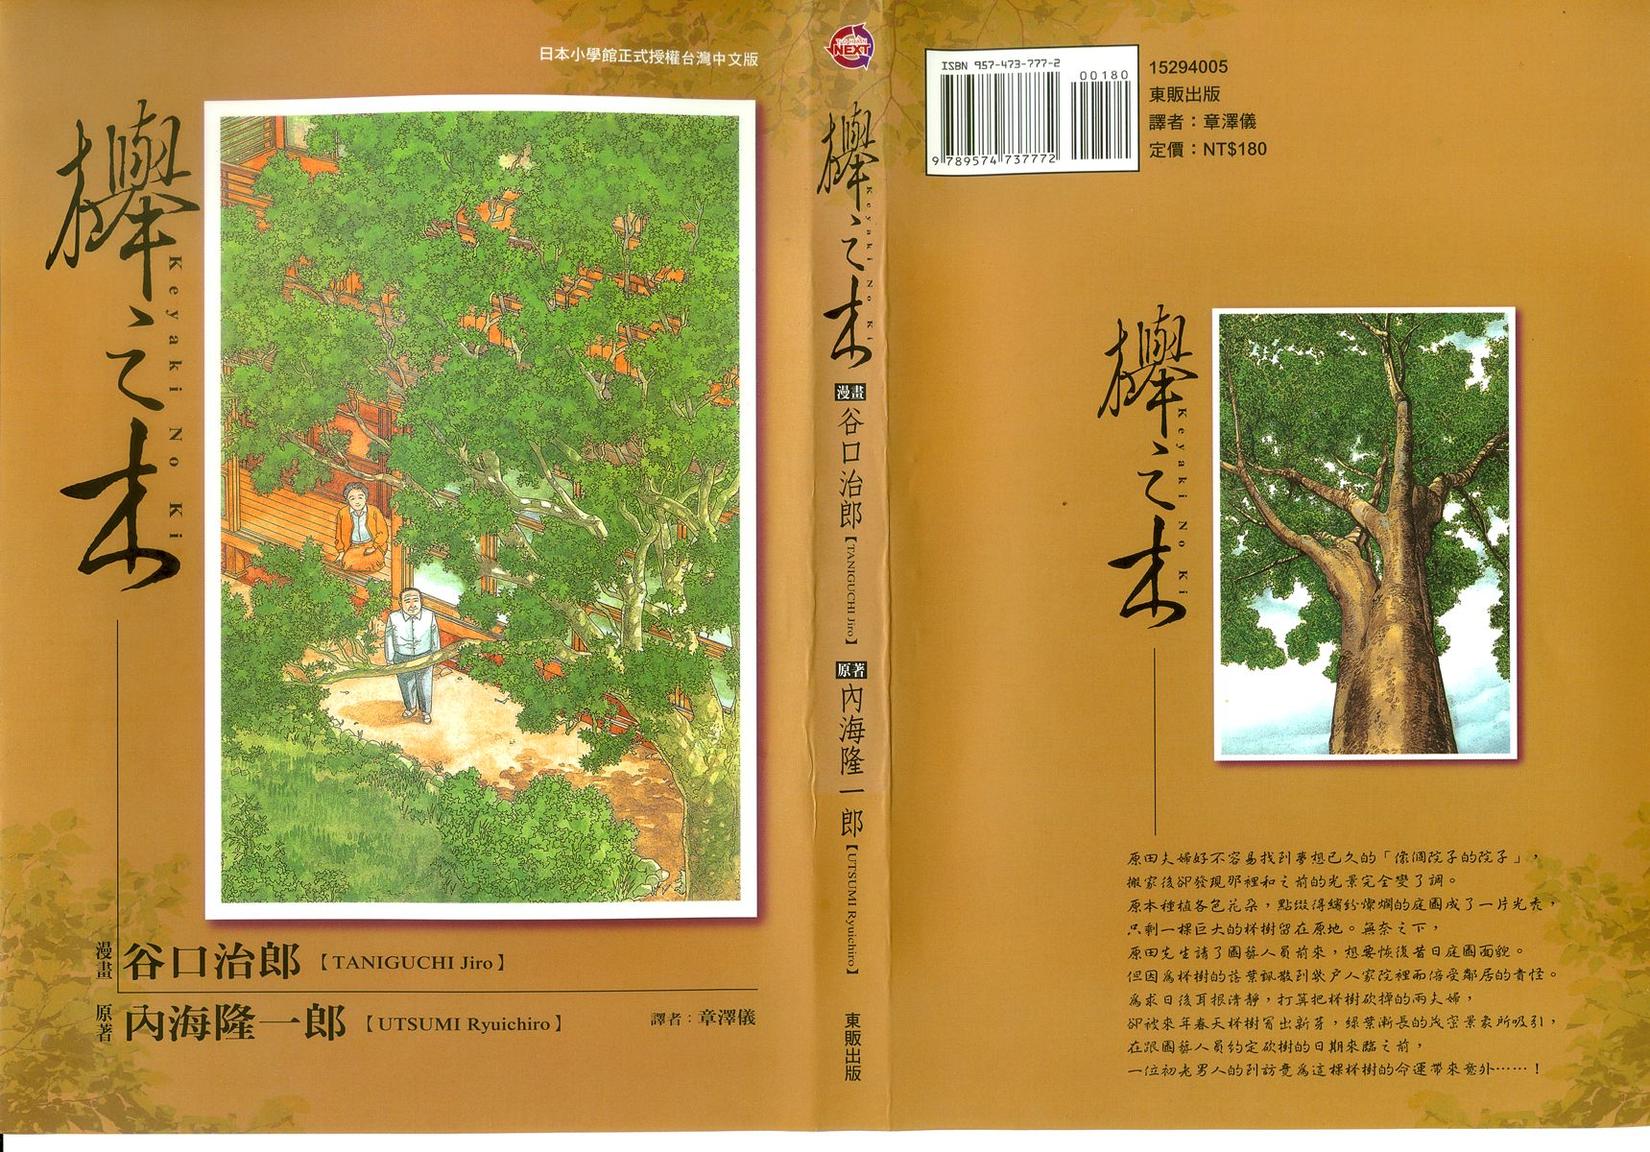 日本小學館正式授權台灣中文版
欅之木
Keyaki No Ki
漫畫 谷口治郎【TANIGUCHI Jiro】
原著 內海隆一郎【UTSUMI Ryuichiro】
譯者：章澤儀
NEXT
欅之木
Keyaki No Ki
漫畫 谷口治郎【TANIGUCHI Jiro】
原著 內海隆一郎【UTSUMI Ryuichiro】
東販出版
ISBN 957-473-777-2
00180
9 789574 737772
15294005
東販出版
譯者：章澤儀
定價：NT$180
欅之木
Keyaki No Ki
原田夫婦好不容易找到夢想已久的「像個院子的院子」，
搬家後卻發現那裡和之前的光景完全變了調。
原本種植各色花朵，點綴得繽紛燦爛的庭園成了一片光禿，
只剩一棵巨大的櫸樹留在原地。無奈之下，
原田先生請了園藝人員前來，想要恢復昔日庭園面貌。
但因為櫸樹的落葉飄散到數戶人家院裡而倍受鄰居的責怪。
為求日後耳根清靜，打算把櫸樹砍掉的兩夫婦，
卻被來年春天櫸樹冒出新芽，綠葉漸長的茂密景象所吸引，
在跟園藝人員約定砍樹的日期來臨之前，
一位初老男人的到訪竟為這棵櫸樹的命運帶來意外……！